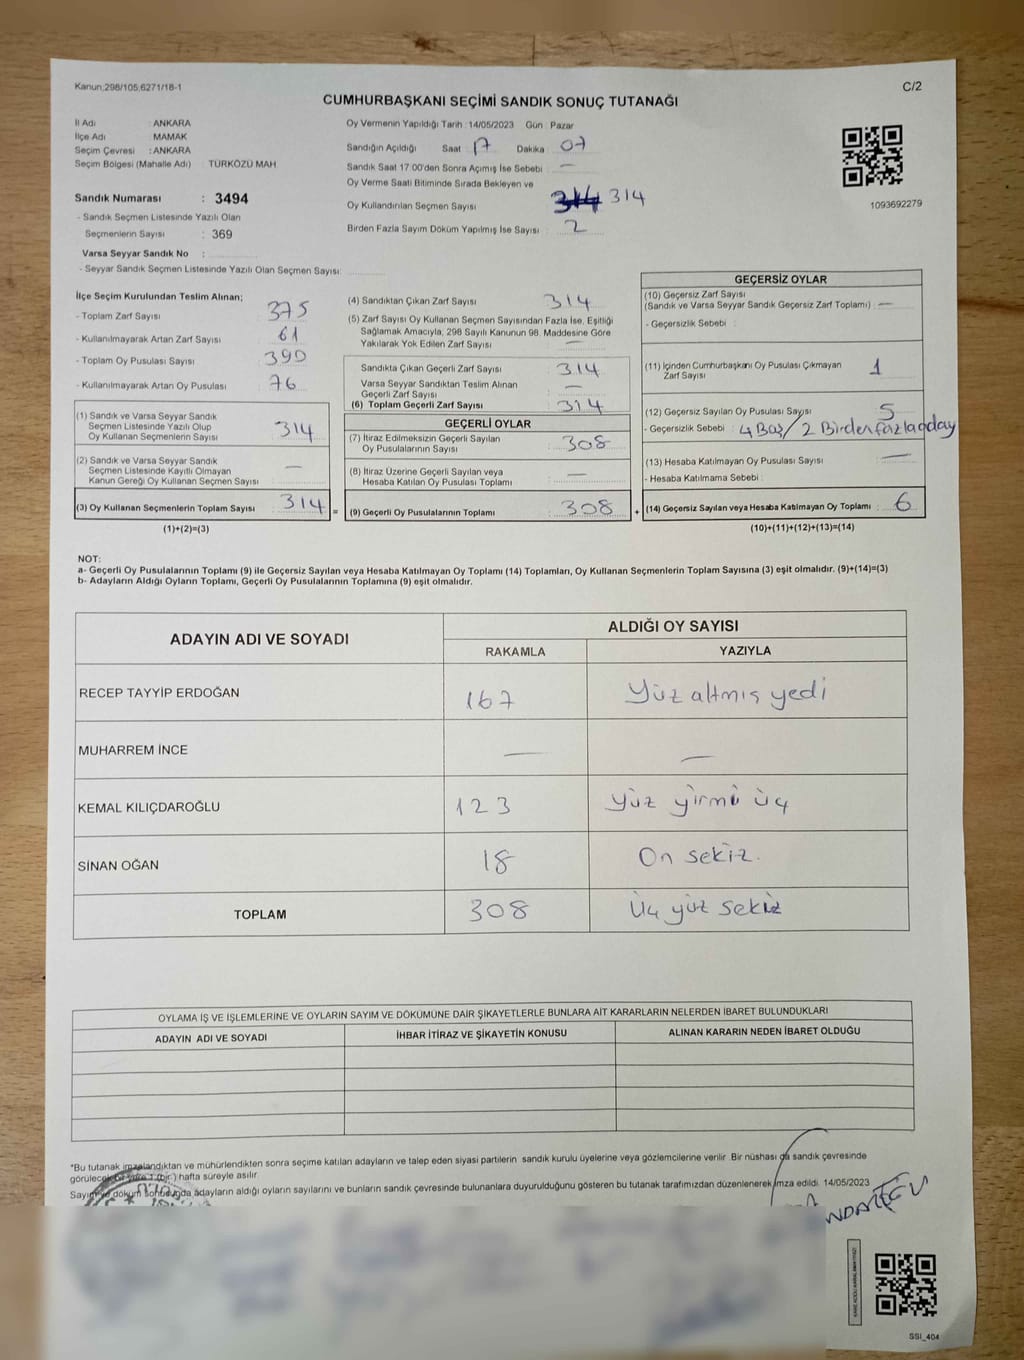 Kanun;298/105,6271/18-1
C/2
CUMHURBAŞKANI SEÇİMİ SANDIK SONUÇ TUTANAĞI
İl Adı : ANKARA
İlçe Adı : MAMAK
Seçim Çevresi : ANKARA
Seçim Bölgesi (Mahalle Adı) TÜRKÖZÜ MAH
Sandık Numarası : 3494
- Sandık Seçmen Listesinde Yazılı Olan
Seçmenlerin Sayısı : 369
Varsa Seyyar Sandık No :
- Seyyar Sandık Seçmen Listesinde Yazılı Olan Seçmen Sayısı:
Oy Vermenin Yapıldığı Tarih :14/05/2023 Gün : Pazar
Sandığın Açıldığı Saat : 17 Dakika : 07
Sandık Saat 17:00'den Sonra Açımış İse Sebebi : —
Oy Verme Saati Bitiminde Sırada Bekleyen ve
Oy Kullandırılan Seçmen Sayısı : 314 314
Birden Fazla Sayım Döküm Yapılmış İse Sayısı : 2
1093692279
İlçe Seçim Kurulundan Teslim Alınan;
- Toplam Zarf Sayısı : 375
- Kullanılmayarak Artan Zarf Sayısı : 61
- Toplam Oy Pusulası Sayısı : 390
- Kullanılmayarak Artan Oy Pusulası : 76
(1) Sandık ve Varsa Seyyar Sandık
Seçmen Listesinde Yazılı Olup
Oy Kullanan Seçmenlerin Sayısı : 314
(2) Sandık ve Varsa Seyyar Sandık
Seçmen Listesinde Kayıtlı Olmayan
Kanun Gereği Oy Kullanan Seçmen Sayısı : —
(3) Oy Kullanan Seçmenlerin Toplam Sayısı : 314
(1)+(2)=(3)
(4) Sandıktan Çıkan Zarf Sayısı : 314
(5) Zarf Sayısı Oy Kullanan Seçmen Sayısından Fazla İse, Eşitliği
Sağlamak Amacıyla, 298 Sayılı Kanunun 98. Maddesine Göre
Yakılarak Yok Edilen Zarf Sayısı : —
Sandıkta Çıkan Geçerli Zarf Sayısı : 314
Varsa Seyyar Sandıktan Teslim Alınan
Geçerli Zarf Sayısı : —
(6) Toplam Geçerli Zarf Sayısı : 314
GEÇERLİ OYLAR
(7) İtiraz Edilmeksizin Geçerli Sayılan
Oy Pusulalarının Sayısı : 308
(8) İtiraz Üzerine Geçerli Sayılan veya
Hesaba Katılan Oy Pusulası Toplamı : —
= (9) Geçerli Oy Pusulalarının Toplamı : 308
GEÇERSİZ OYLAR
(10) Geçersiz Zarf Sayısı
(Sandık ve Varsa Seyyar Sandık Geçersiz Zarf Toplamı) : —
- Geçersizlik Sebebi :
(11) İçinden Cumhurbaşkanı Oy Pusulası Çıkmayan
Zarf Sayısı : 1
(12) Geçersiz Sayılan Oy Pusulası Sayısı : 5
- Geçersizlik Sebebi : 4 Boş / 2 Birden fazla aday
(13) Hesaba Katılmayan Oy Pusulası Sayısı : —
- Hesaba Katılmama Sebebi :
+ (14) Geçersiz Sayılan veya Hesaba Katılmayan Oy Toplamı : 6
(10)+(11)+(12)+(13)=(14)
NOT:
a- Geçerli Oy Pusulalarının Toplamı (9) ile Geçersiz Sayılan veya Hesaba Katılmayan Oy Toplamı (14) Toplamları, Oy Kullanan Seçmenlerin Toplam Sayısına (3) eşit olmalıdır. (9)+(14)=(3)
b- Adayların Aldığı Oyların Toplamı, Geçerli Oy Pusulalarının Toplamına (9) eşit olmalıdır.
ADAYIN ADI VE SOYADI
ALDIĞI OY SAYISI
RAKAMLA YAZIYLA
RECEP TAYYİP ERDOĞAN 167 Yüz altmış yedi
MUHARREM İNCE — —
KEMAL KILIÇDAROĞLU 123 Yüz yirmi üç
SİNAN OĞAN 18 On sekiz.
TOPLAM 308 Üç yüz sekiz
OYLAMA İŞ VE İŞLEMLERİNE VE OYLARIN SAYIM VE DÖKÜMÜNE DAİR ŞİKAYETLERLE BUNLARA AİT KARARLARIN NELERDEN İBARET BULUNDUKLARI
ADAYIN ADI VE SOYADI
İHBAR İTİRAZ VE ŞİKAYETİN KONUSU
ALINAN KARARIN NEDEN İBARET OLDUĞU
*Bu tutanak imzalandıktan ve mühürlendikten sonra seçime katılan adayların ve talep eden siyasi partilerin sandık kurulu üyelerine veya gözlemcilerine verilir. Bir nüshası da sandık çevresinde
görülecek bir yere 1 (bir) hafta süreyle asılır.
Sayım ve döküm sonucunda adayların aldığı oyların sayılarını ve bunların sandık çevresinde bulunanlara duyurulduğunu gösteren bu tutanak tarafımızdan düzenlenerek imza edildi. 14/05/2023
SSI_404